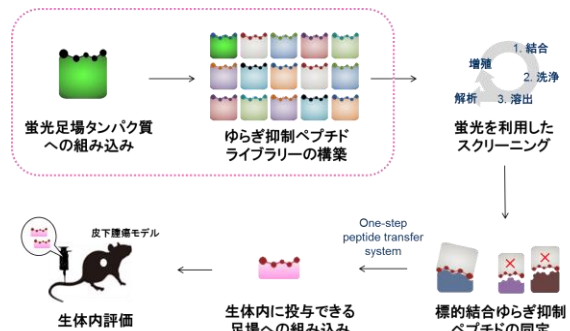 蛍光足場タンパク質
への組み込み
ゆらぎ抑制ペプチド
ライブラリーの構築
1. 結合
2. 洗浄
3. 溶出
解析
増殖
蛍光を利用した
スクリーニング
標的結合ゆらぎ抑制
ペプチドの同定
One-step
peptide transfer
system
生体内に投与できる
足場への組み込み
皮下腫瘍モデル
生体内評価